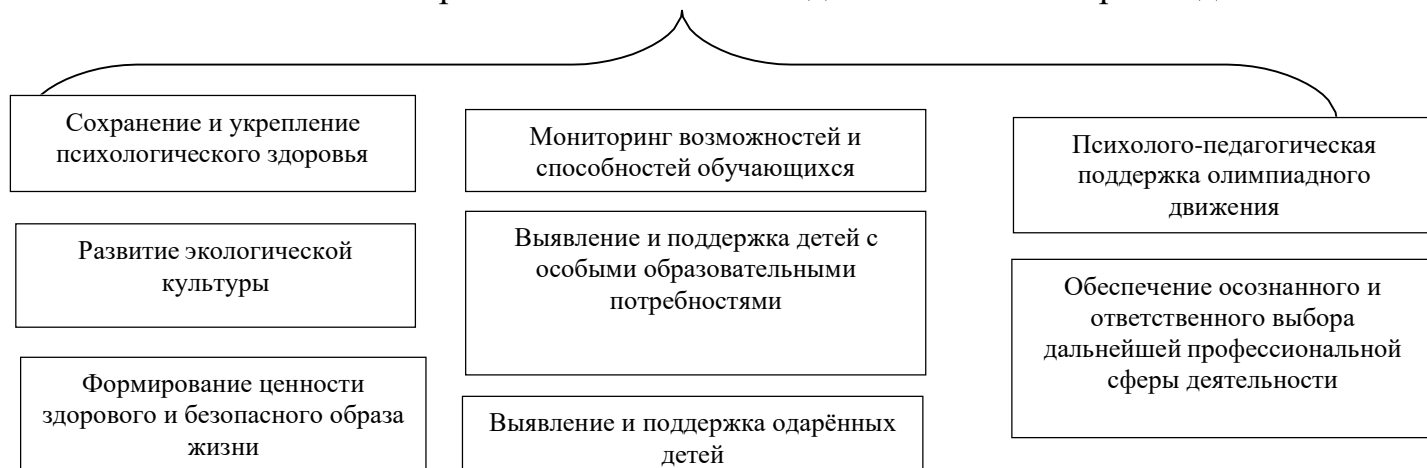 Сохранение и укрепление
психологического здоровья
Развитие экологической
культуры
Формирование ценности
здорового и безопасного образа
жизни
Мониторинг возможностей и
способностей обучающихся
Выявление и поддержка детей с
особыми образовательными
потребностями
Выявление и поддержка одарённых
детей
Психолого-педагогическая
поддержка олимпиадного
движения
Обеспечение осознанного и
ответственного выбора
дальнейшей профессиональной
сферы деятельности